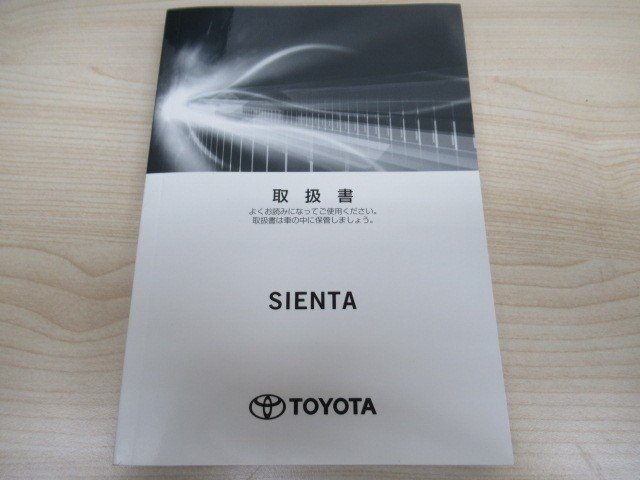 取扱書
よくお読みになってご使用ください。
取扱書は車の中に保管しましょう。
SIENTA
TOYOTA